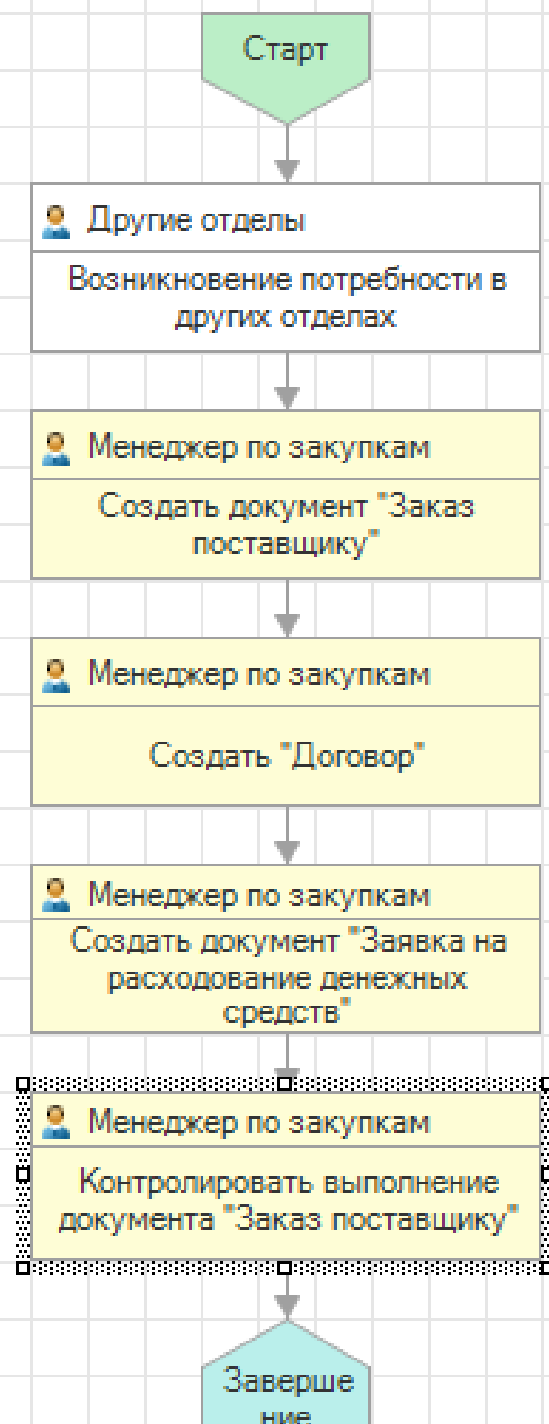 Старт
Другие отделы
Возникновение потребности в
других отделах
Менеджер по закупкам
Создать документ "Заказ
поставщику"
Менеджер по закупкам
Создать "Договор"
Менеджер по закупкам
Создать документ "Заявка на
расходование денежных
средств"
Менеджер по закупкам
Контролировать выполнение
документа "Заказ поставщику"
Заверше
ние